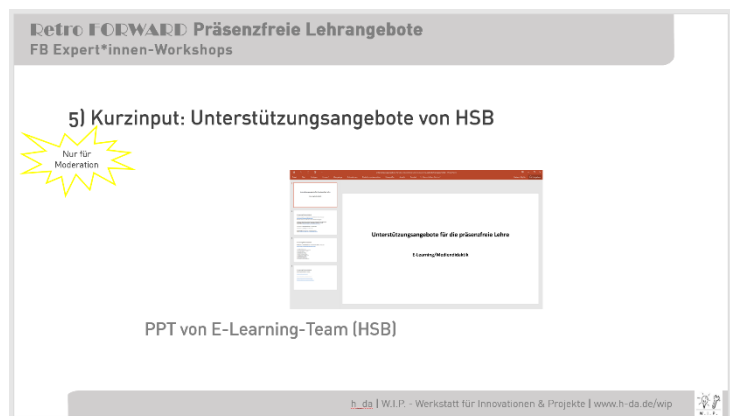 Retro FORWARD Präsenzfreie Lehrangebote
FB Expert*innen-Workshops
5) Kurzinput: Unterstützungsangebote von HSB
Nur für
Moderation
Unterstützungsangebote für die präsenzfreie Lehre
E-Learning/Mediendidaktik
PPT von E-Learning-Team (HSB)
h_da | W.I.P. - Werkstatt für Innovationen & Projekte | www.h-da.de/wip
W.I.P.